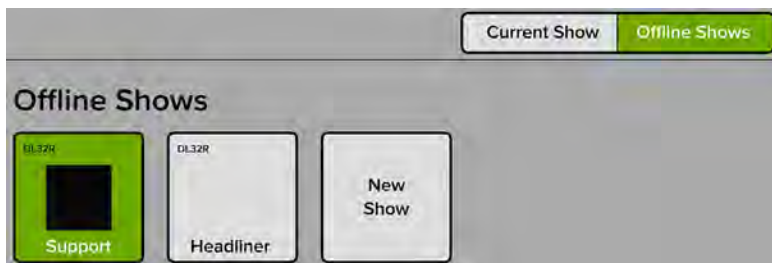 Current Show Offline Shows
Offline Shows
DL32R DL32R
New
Show
Support Headliner